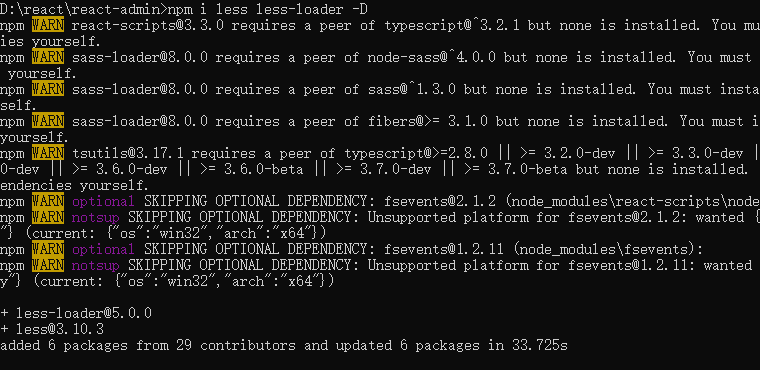 D:\react\react-admin>npm i less less-loader -D
npm WARN react-scripts@3.3.0 requires a peer of typescript@^3.2.1 but none is installed. You mu
ies yourself.
npm WARN sass-loader@8.0.0 requires a peer of node-sass@^4.0.0 but none is installed. You must
 yourself.
npm WARN sass-loader@8.0.0 requires a peer of sass@^1.3.0 but none is installed. You must insta
self.
npm WARN sass-loader@8.0.0 requires a peer of fibers@>= 3.1.0 but none is installed. You must i
yourself.
npm WARN tsutils@3.17.1 requires a peer of typescript@>=2.8.0 || >= 3.2.0-dev || >= 3.3.0-dev |
0-dev || >= 3.6.0-dev || >= 3.6.0-beta || >= 3.7.0-dev || >= 3.7.0-beta but none is installed.
endencies yourself.
npm WARN optional SKIPPING OPTIONAL DEPENDENCY: fsevents@2.1.2 (node_modules\react-scripts\node
npm WARN notsup SKIPPING OPTIONAL DEPENDENCY: Unsupported platform for fsevents@2.1.2: wanted {
"} (current: {"os":"win32","arch":"x64"})
npm WARN optional SKIPPING OPTIONAL DEPENDENCY: fsevents@1.2.11 (node_modules\fsevents):
npm WARN notsup SKIPPING OPTIONAL DEPENDENCY: Unsupported platform for fsevents@1.2.11: wanted
y"} (current: {"os":"win32","arch":"x64"})
+ less-loader@5.0.0
+ less@3.10.3
added 6 packages from 29 contributors and updated 6 packages in 33.725s